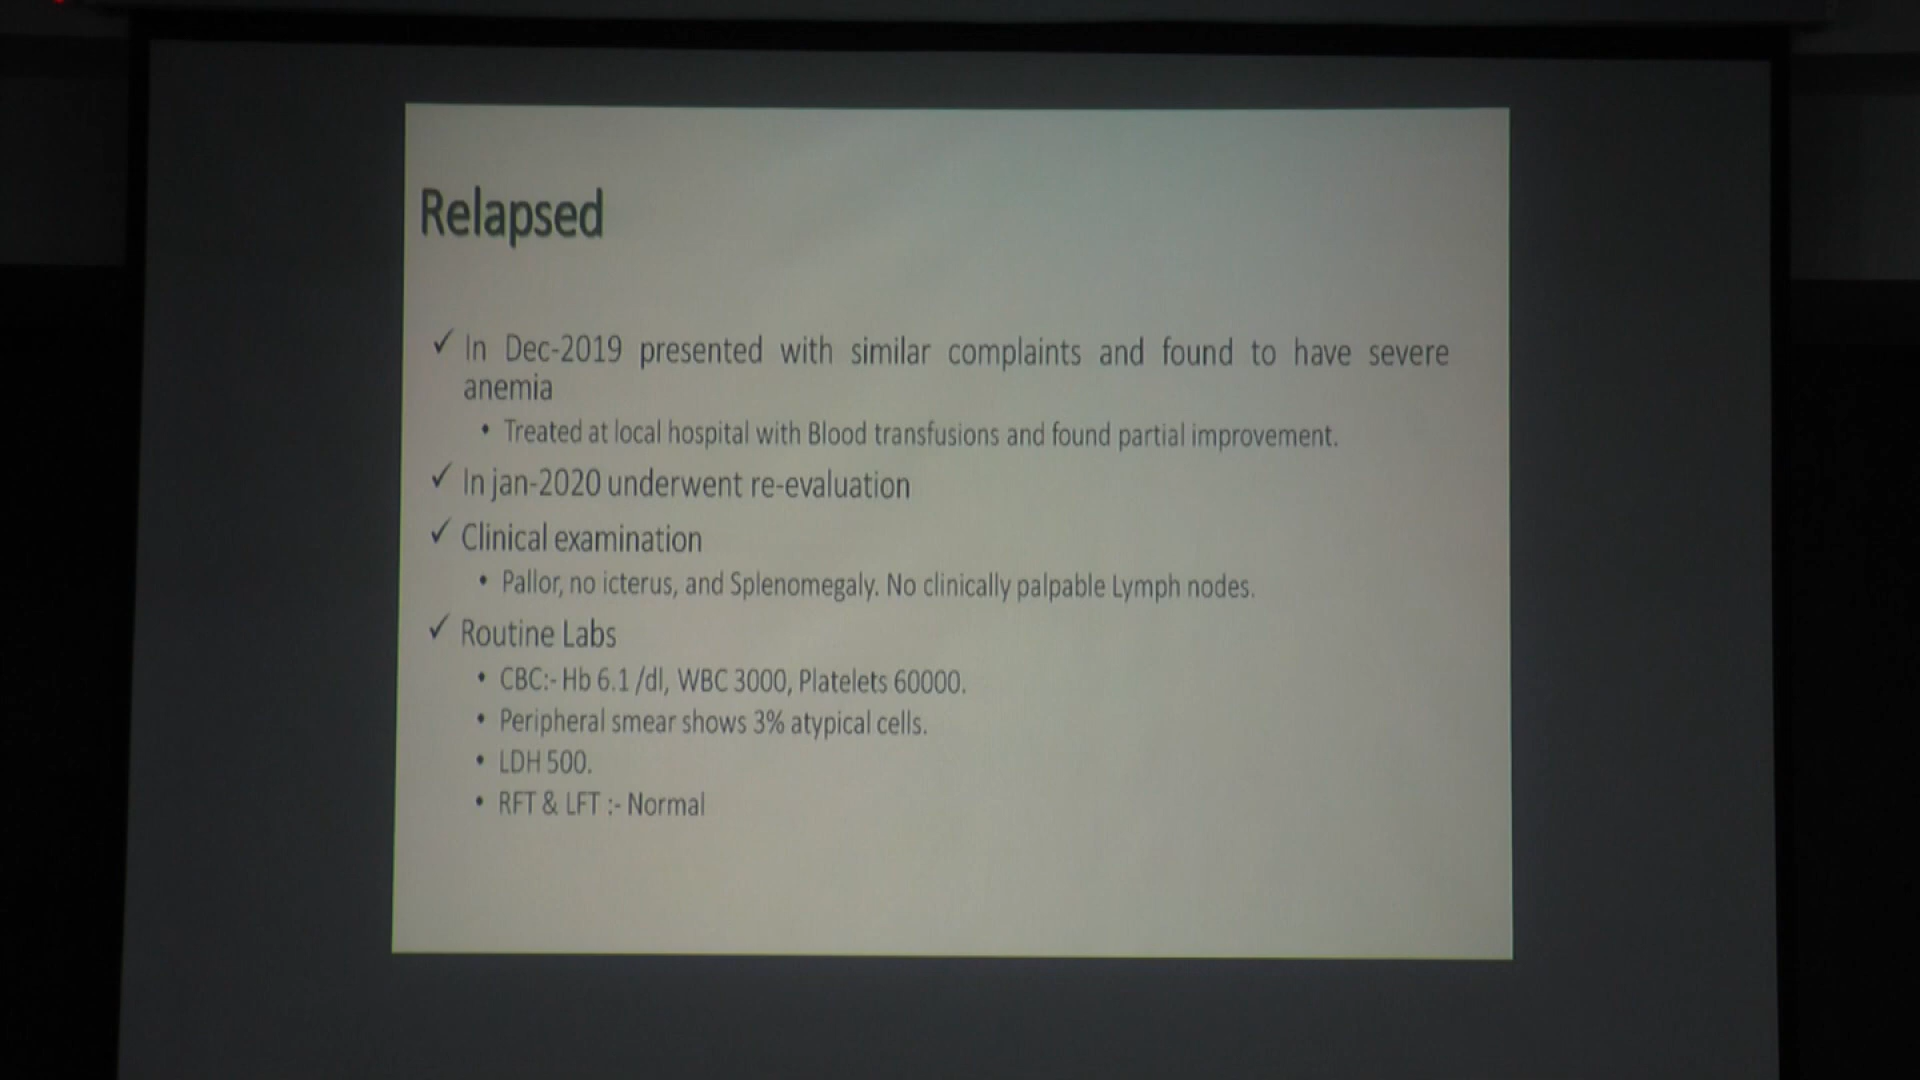 Relapsed
✓ In Dec-2019 presented with similar complaints and found to have severe
anemia
• Treated at local hospital with Blood transfusions and found partial improvement.
✓ In jan-2020 underwent re-evaluation
✓ Clinical examination
• Pallor, no icterus, and Splenomegaly. No clinically palpable Lymph nodes.
✓ Routine Labs
• CBC:- Hb 6.1 /dl, WBC 3000, Platelets 60000.
• Peripheral smear shows 3% atypical cells.
• LDH 500.
• RFT & LFT :- Normal